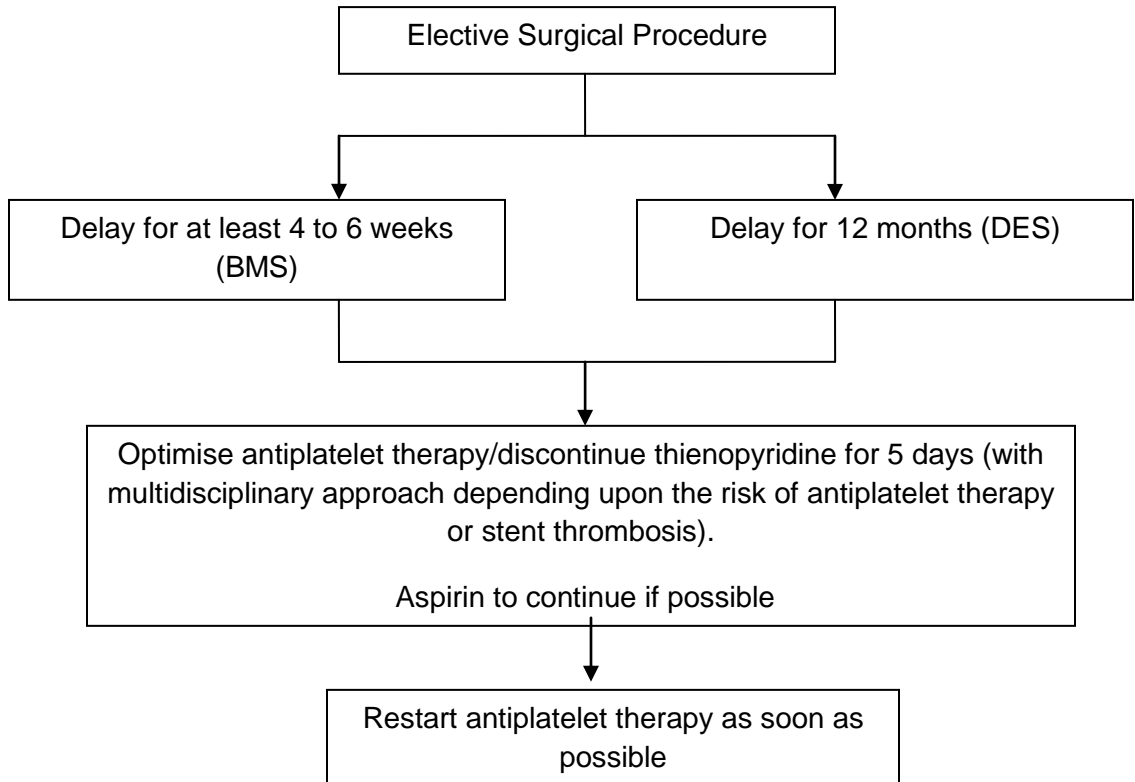 Elective Surgical Procedure
Delay for at least 4 to 6 weeks
(BMS)
Delay for 12 months (DES)
Optimise antiplatelet therapy/discontinue thienopyridine for 5 days (with
multidisciplinary approach depending upon the risk of antiplatelet therapy
or stent thrombosis).
Aspirin to continue if possible
Restart antiplatelet therapy as soon as
possible